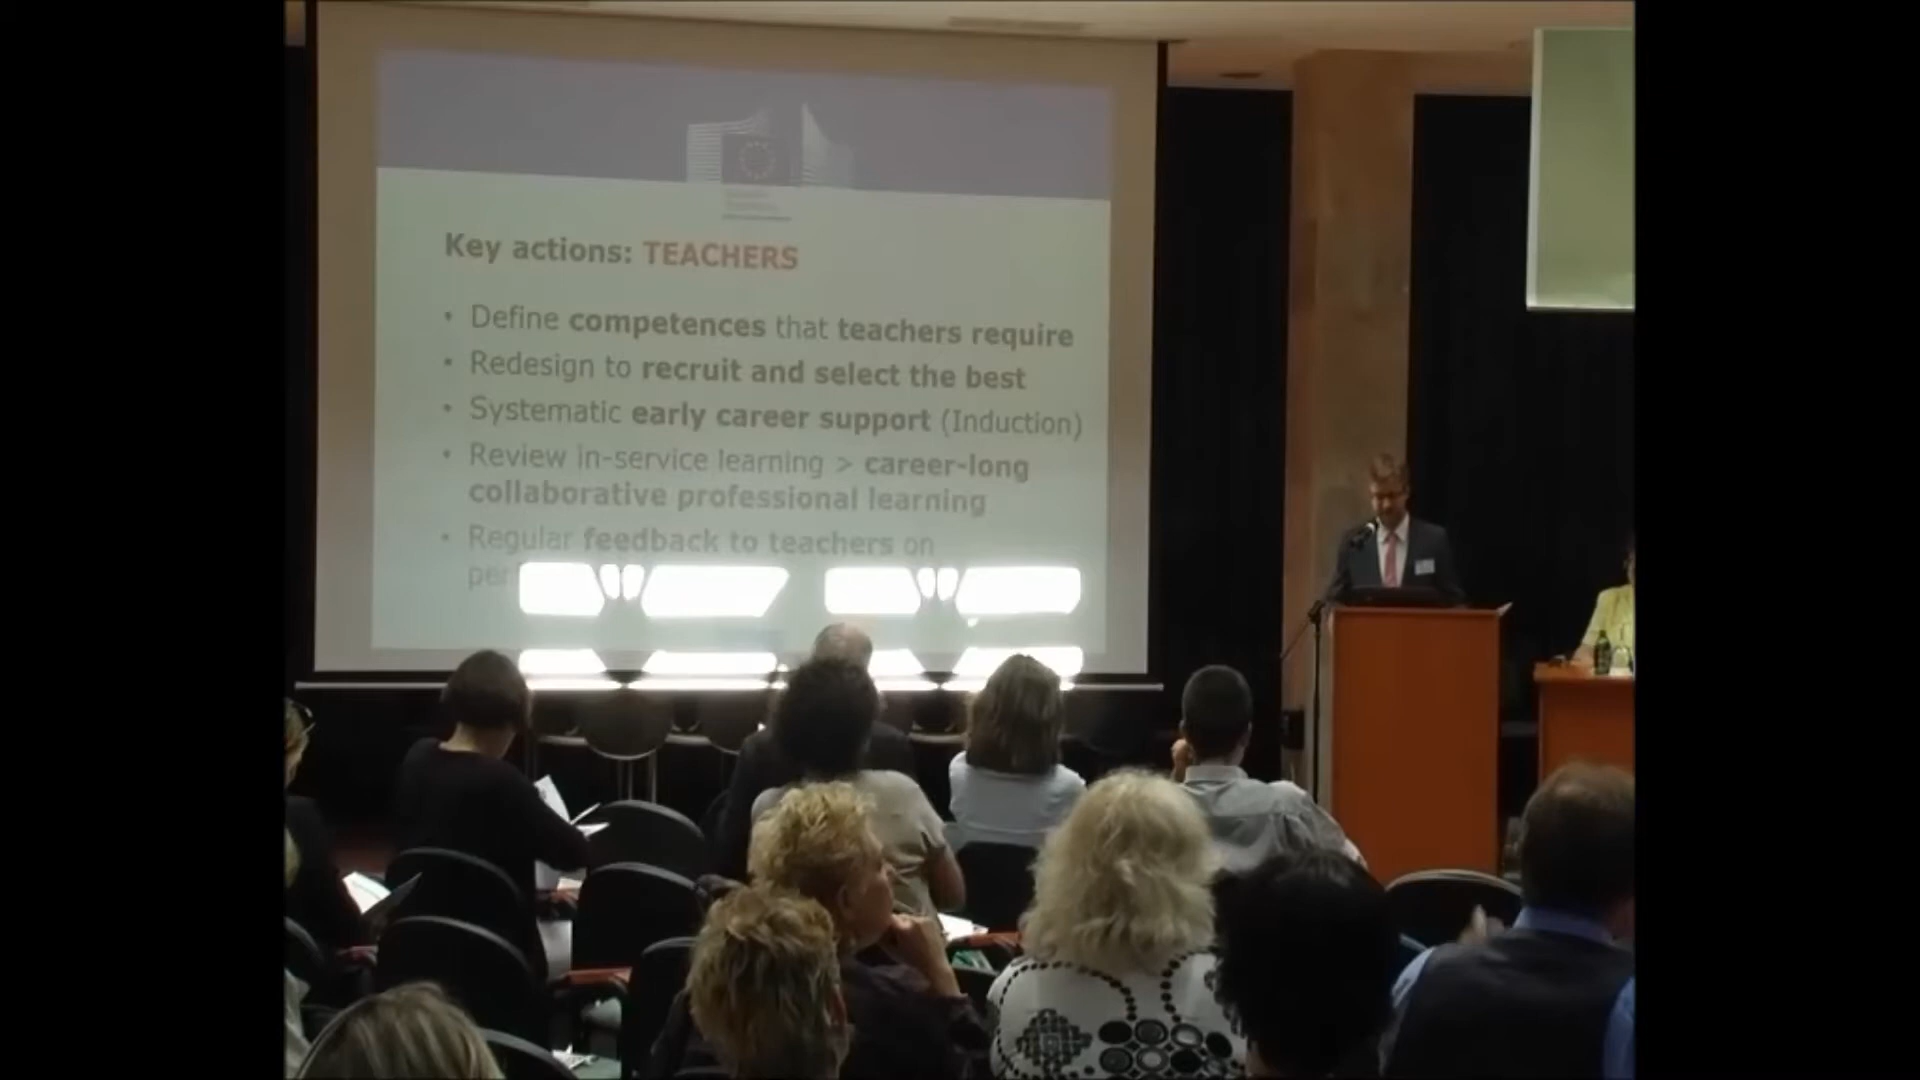 Key actions: TEACHERS
• Define competences that teachers require
• Redesign to recruit and select the best
• Systematic early career support (Induction)
• Review in-service learning > career-long
collaborative professional learning
• Regular feedback to teachers on